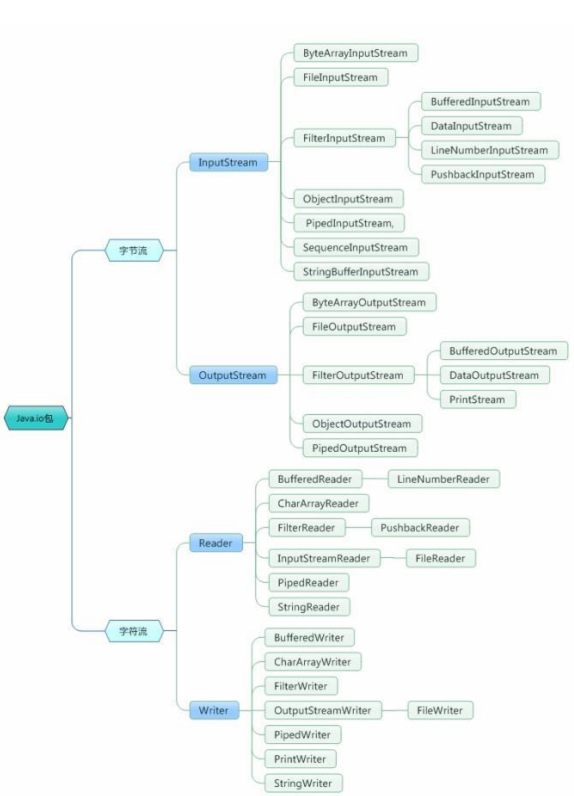 Java.io包
字节流
InputStream
ByteArrayInputStream
FileInputStream
FilterInputStream
BufferedInputStream
DataInputStream
LineNumberInputStream
PushbackInputStream
ObjectInputStream
PipedInputStream,
SequenceInputStream
StringBufferInputStream
OutputStream
ByteArrayOutputStream
FileOutputStream
FilterOutputStream
BufferedOutputStream
DataOutputStream
PrintStream
ObjectOutputStream
PipedOutputStream
字符流
Reader
BufferedReader
LineNumberReader
CharArrayReader
FilterReader
PushbackReader
InputStreamReader
FileReader
PipedReader
StringReader
Writer
BufferedWriter
CharArrayWriter
FilterWriter
OutputStreamWriter
FileWriter
PipedWriter
PrintWriter
StringWriter